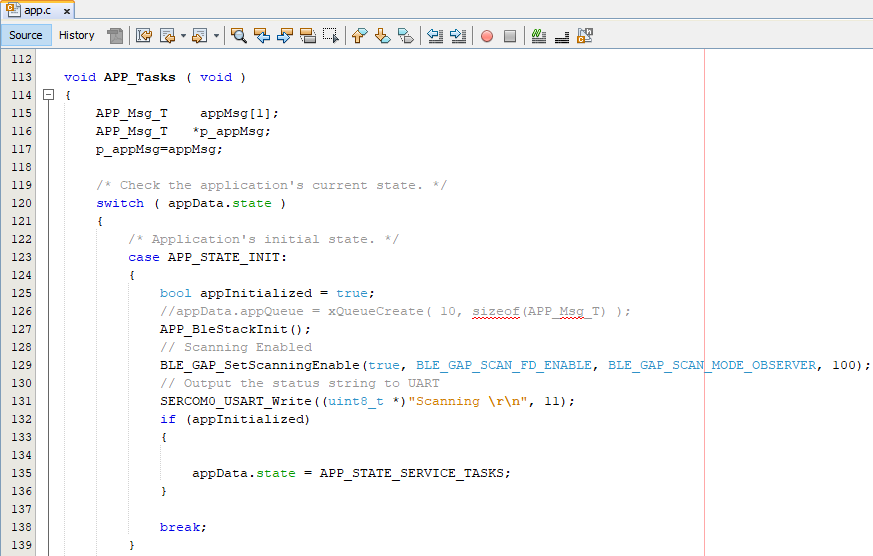 app.c x
Source History
112
113 void APP_Tasks ( void )
114 {
115 APP_Msg_T    appMsg[1];
116 APP_Msg_T   *p_appMsg;
117 p_appMsg=appMsg;
118
119 /* Check the application's current state. */
120 switch ( appData.state )
121 {
122 /* Application's initial state. */
123 case APP_STATE_INIT:
124 {
125 bool appInitialized = true;
126 //appData.appQueue = xQueueCreate( 10, sizeof(APP_Msg_T) );
127 APP_BleStackInit();
128 // Scanning Enabled
129 BLE_GAP_SetScanningEnable(true, BLE_GAP_SCAN_FD_ENABLE, BLE_GAP_SCAN_MODE_OBSERVER, 100);
130 // Output the status string to UART
131 SERCOM0_USART_Write((uint8_t *)"Scanning \r\n", 11);
132 if (appInitialized)
133 {
134
135 appData.state = APP_STATE_SERVICE_TASKS;
136 }
137
138 break;
139 }